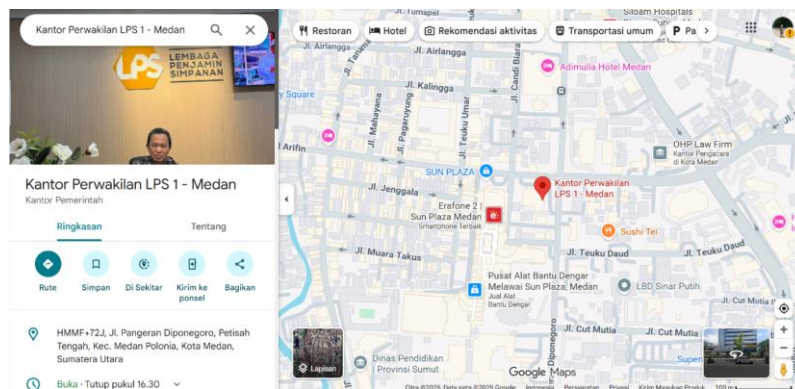 Kantor Perwakilan LPS 1 - Medan
LPS
LEMBAGA
PENJAMIN
SIMPANAN
Kantor Perwakilan LPS 1 - Medan
Kantor Pemerintah
Ringkasan
Tentang
Rute
Simpan
Di Sekitar
Kirim ke
ponsel
Bagikan
HMMF+72J, Jl. Pangeran Diponegoro, Petisah
Tengah, Kec. Medan Polonia, Kota Medan,
Sumatera Utara
Buka · Tutup pukul 16.30
Restoran
Hotel
Rekomendasi aktivitas
Transportasi umum
Siloam Hospitals
Jl. Airlangga
Jl. Airlangga
Jl. Candi Biara
Adimulia Hotel Medan
Jl. Kalingga
y Square
Jl. Mahayana
Jl. Pagaruyung
Jl. Teuku Umar
OHP Law Firm
Kantor Pengacara
di Kota Medan
l Arifin
SUN PLAZA
Jl. Jenggala
Kantor Perwakilan
LPS 1 - Medan
Erafone 2 |
Sun Plaza Medan
Smartphone Terbaik
Sushi Tei
Jl. Teuku Daud
Jl. Teuku Daud
Jl. Muara Takus
Pusat Alat Bantu Dengar
Melawai Sun Plaza, Medan
Jual Alat
Bantu Dengar
LBD Sinar Putih
Jl. Cut Mutia
Jl. Cut Mutia
Jl. Cut Mutia
Diponegoro
Lapisan
Dinas Pendidikan
Provinsi Sumut
Google Maps
Super